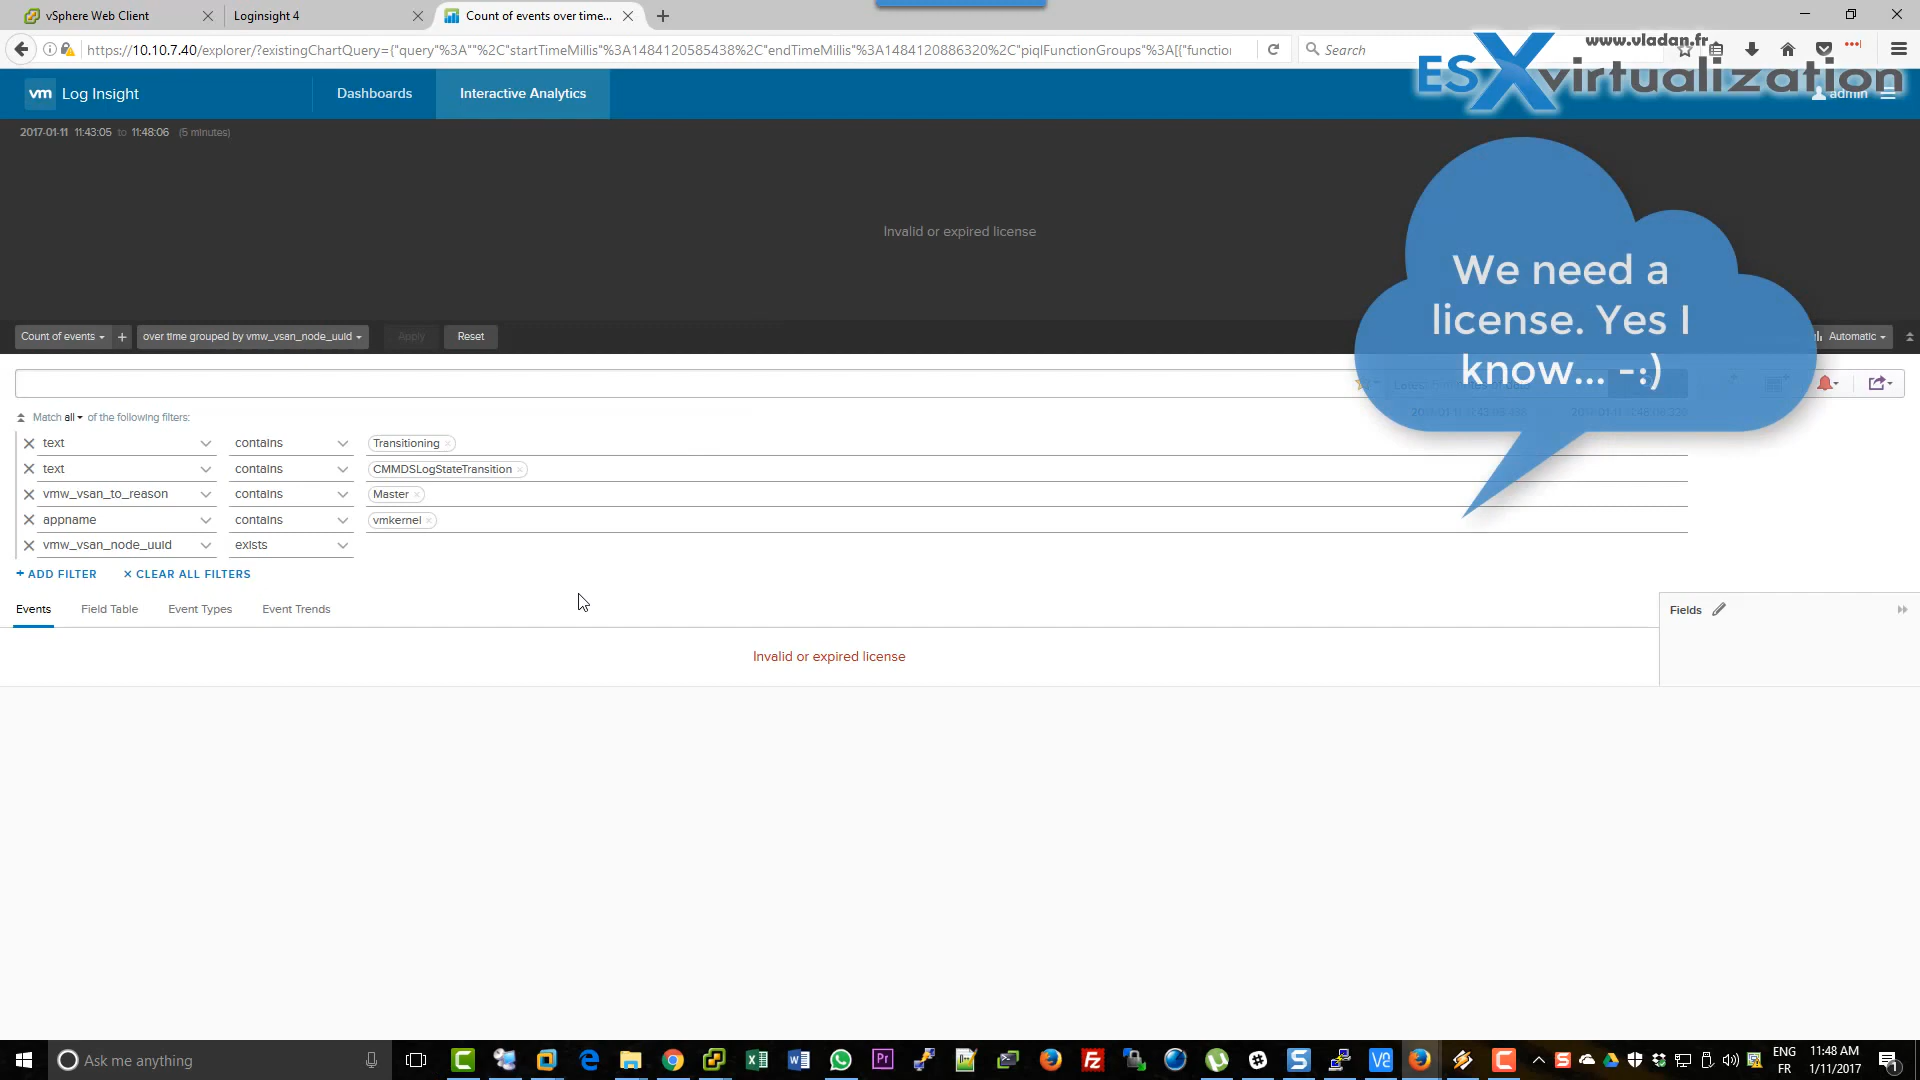 vSphere Web Client
Loginsight 4
Count of events over time...
https://10.10.7.40/explorer/?existingChartQuery={"query"%3A""%2C"startTimeMillis"%3A1484120585438%2C"endTimeMillis"%3A1484120886320%2C"piqlFunctionGroups"%3A[{"function
Search
www.vladan.fr
ESXvirtualization
vm Log Insight
Dashboards
Interactive Analytics
admin
2017-01-11 11:43:05 to 11:48:06 (5 minutes)
Invalid or expired license
We need a
license. Yes I
know... -:)
Count of events
+
over time grouped by vmw_vsan_node_uuid
Apply
Reset
Automatic
Match all of the following filters:
text contains Transitioning
text contains CMMDSLogStateTransition
vmw_vsan_to_reason contains Master
appname contains vmkernel
vmw_vsan_node_uuid exists
+ ADD FILTER
× CLEAR ALL FILTERS
Events
Field Table
Event Types
Event Trends
Fields
Invalid or expired license
Ask me anything
ENG
FR
11:48 AM
1/11/2017